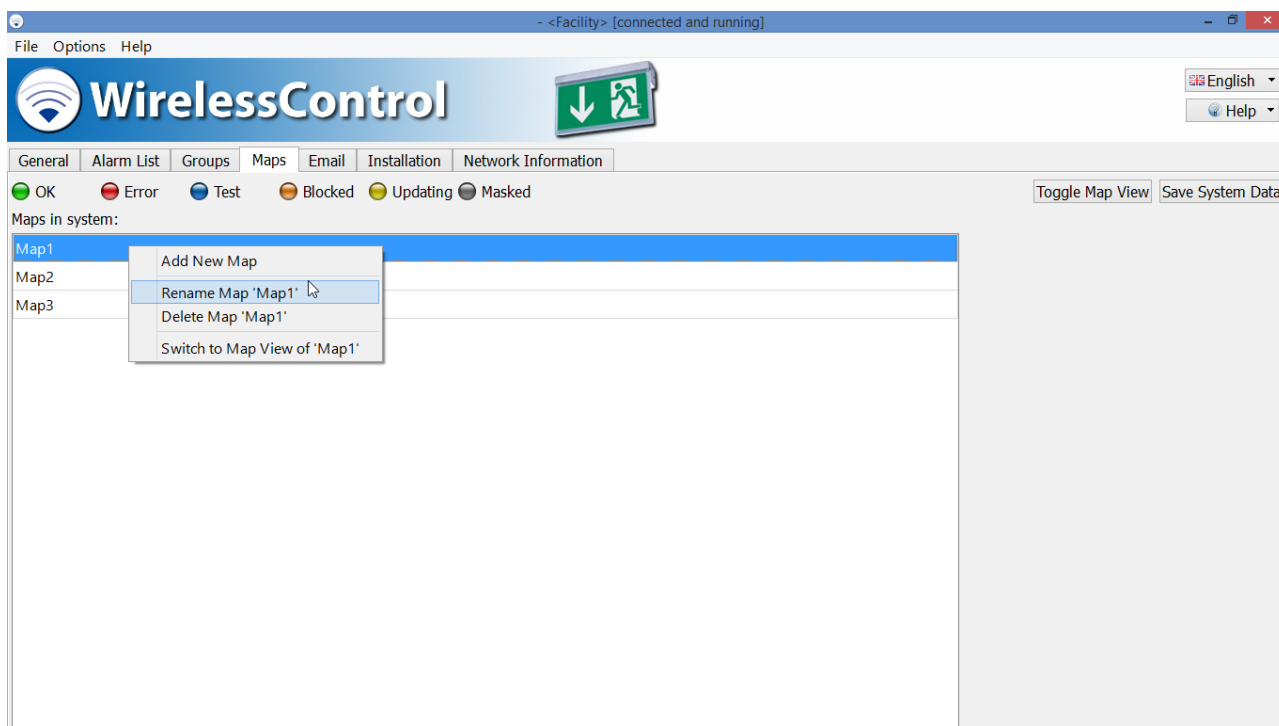 - <Facility> [connected and running]
File Options Help
WirelessControl
English
Help
General Alarm List Groups Maps Email Installation Network Information
OK Error Test Blocked Updating Masked Toggle Map View Save System Data
Maps in system:
Map1
Add New Map
Map2
Rename Map 'Map1'
Map3
Delete Map 'Map1'
Switch to Map View of 'Map1'